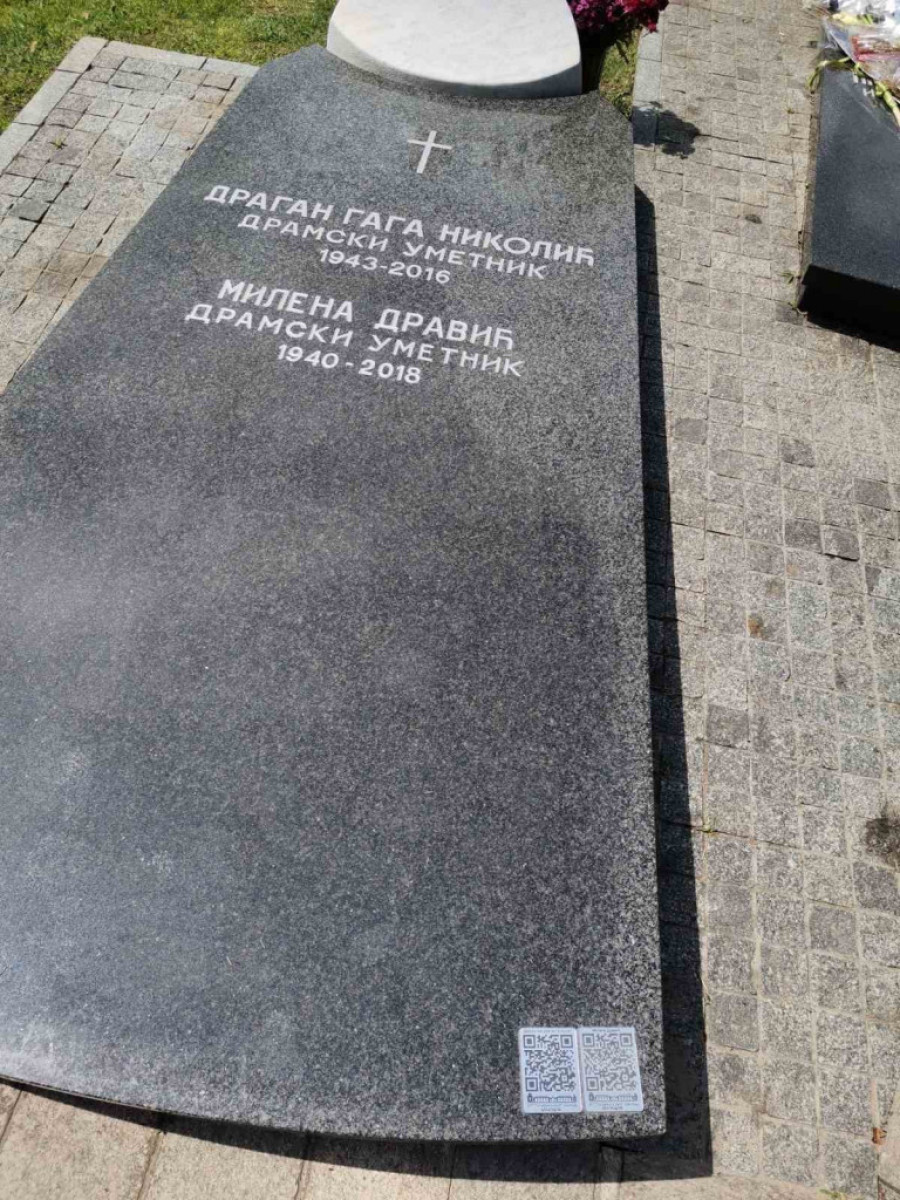 ДРАГАН ГАГА НИКОЛИЋ
ДРАМСКИ УМЕТНИК
1943-2016
МИЛЕНА ДРАВИЋ
ДРАМСКИ УМЕТНИК
1940 - 2018